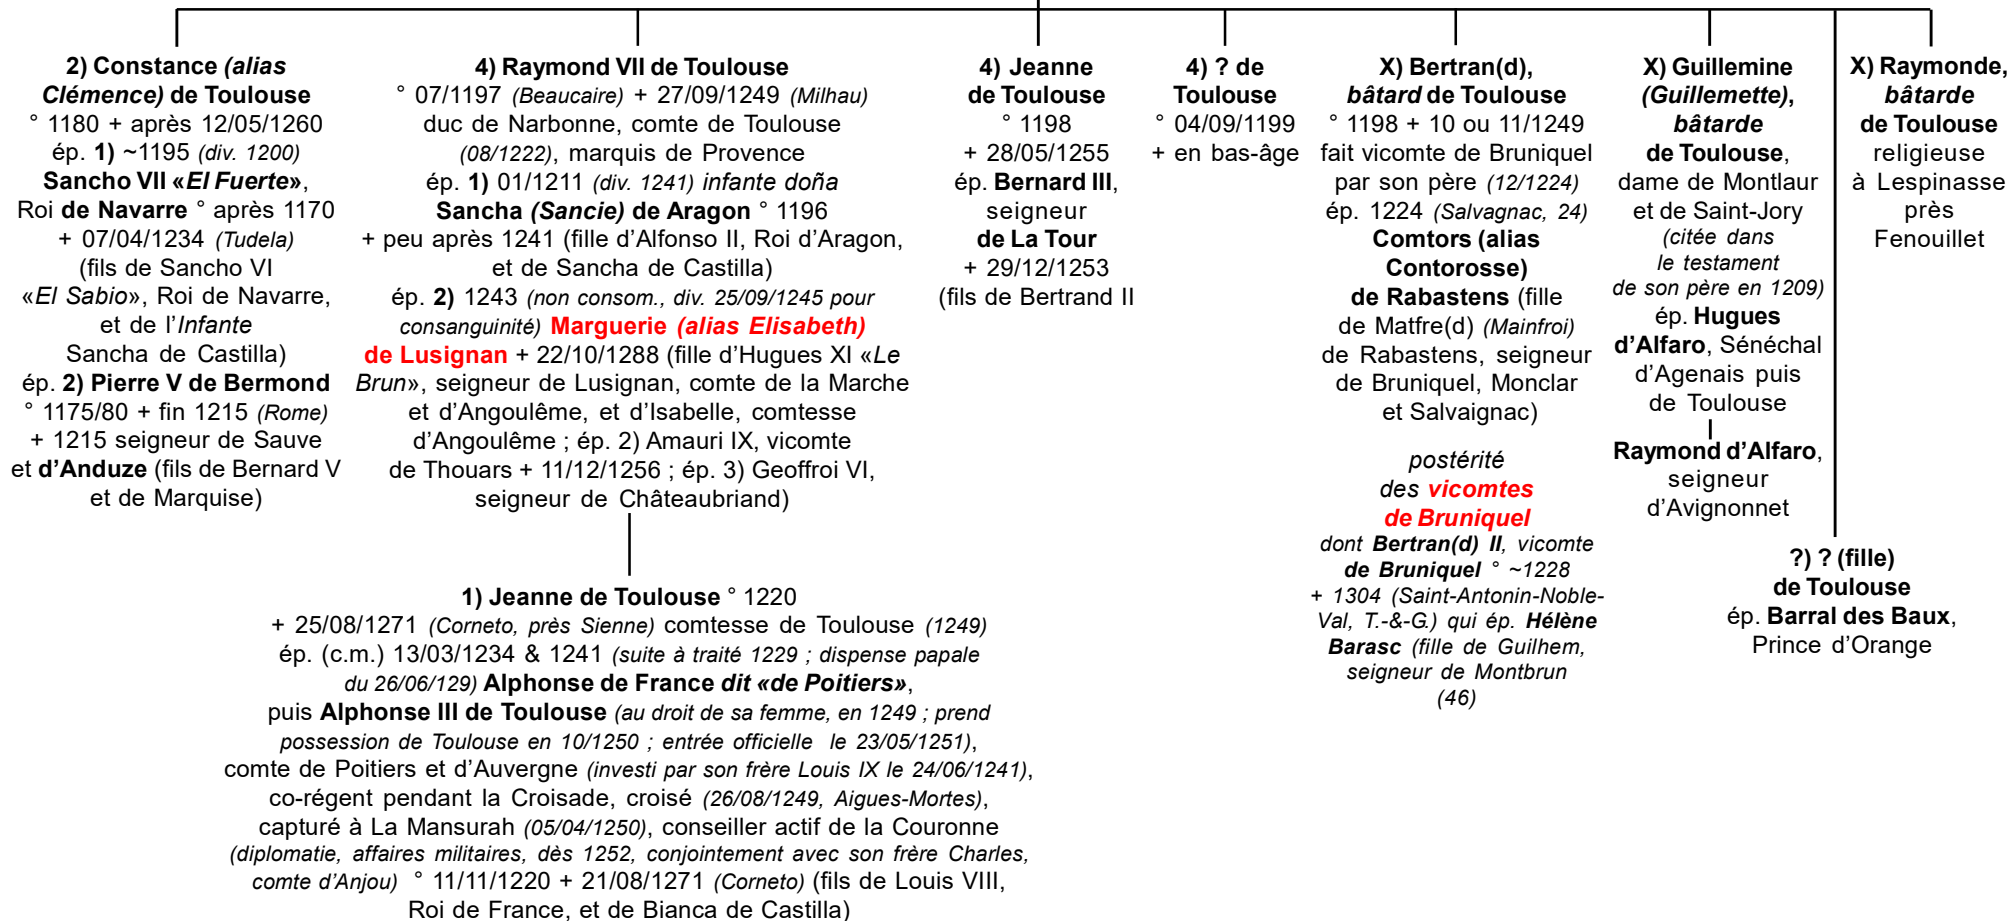 2) Constance (alias
Clémence) de Toulouse
° 1180 + après 12/05/1260
ép. 1) ~1195 (div. 1200)
Sancho VII «El Fuerte»,
Roi de Navarre ° après 1170
+ 07/04/1234 (Tudela)
(fils de Sancho VI
«El Sabio», Roi de Navarre,
et de l’Infante
Sancha de Castilla)
ép. 2) Pierre V de Bermond
° 1175/80 + fin 1215 (Rome)
+ 1215 seigneur de Sauve
et d’Anduze (fils de Bernard V
et de Marquise)
4) Raymond VII de Toulouse
° 07/1197 (Beaucaire) + 27/09/1249 (Milhau)
duc de Narbonne, comte de Toulouse
(08/1222), marquis de Provence
ép. 1) 01/1211 (div. 1241) infante doña
Sancha (Sancie) de Aragon ° 1196
+ peu après 1241 (fille d’Alfonso II, Roi d’Aragon,
et de Sancha de Castilla)
ép. 2) 1243 (non consom., div. 25/09/1245 pour
consanguinité) Marguerie (alias Elisabeth)
de Lusignan + 22/10/1288 (fille d’Hugues XI «Le
Brun», seigneur de Lusignan, comte de la Marche
et d’Angoulême, et d’Isabelle, comtesse
d’Angoulême ; ép. 2) Amauri IX, vicomte
de Thouars + 11/12/1256 ; ép. 3) Geoffroi VI,
seigneur de Châteaubriand)
1) Jeanne de Toulouse ° 1220
+ 25/08/1271 (Corneto, près Sienne) comtesse de Toulouse (1249)
ép. (c.m.) 13/03/1234 & 1241 (suite à traité 1229 ; dispense papale
du 26/06/129) Alphonse de France dit «de Poitiers»,
puis Alphonse III de Toulouse (au droit de sa femme, en 1249 ; prend
possession de Toulouse en 10/1250 ; entrée officielle le 23/05/1251),
comte de Poitiers et d’Auvergne (investi par son frère Louis IX le 24/06/1241),
co-régent pendant la Croisade, croisé (26/08/1249, Aigues-Mortes),
capturé à La Mansurah (05/04/1250), conseiller actif de la Couronne
(diplomatie, affaires militaires, dès 1252, conjointement avec son frère Charles,
comte d’Anjou) ° 11/11/1220 + 21/08/1271 (Corneto) (fils de Louis VIII,
Roi de France, et de Bianca de Castilla)
4) Jeanne
de Toulouse
° 1198
+ 28/05/1255
ép. Bernard III,
seigneur
de La Tour
+ 29/12/1253
(fils de Bertrand II
4) ? de
Toulouse
° 04/09/1199
+ en bas-âge
X) Bertran(d),
bâtard de Toulouse
° 1198 + 10 ou 11/1249
fait vicomte de Bruniquel
par son père (12/1224)
ép. 1224 (Salvagnac, 24)
Comtors (alias
Contorosse)
de Rabastens (fille
de Matfre(d) (Mainfroi)
de Rabastens, seigneur
de Bruniquel, Monclar
et Salvaignac)
postérité
des vicomtes
de Bruniquel
dont Bertran(d) II, vicomte
de Bruniquel ° ~1228
+ 1304 (Saint-Antonin-Noble-
Val, T.-&-G.) qui ép. Hélène
Barasc (fille de Guilhem,
seigneur de Montbrun
(46)
X) Guillemine
(Guillemette),
bâtarde
de Toulouse,
dame de Montlaur
et de Saint-Jory
(citée dans
le testament
de son père en 1209)
ép. Hugues
d’Alfaro, Sénéchal
d’Agenais puis
de Toulouse
Raymond d’Alfaro,
seigneur
d’Avignonnet
?) ? (fille)
de Toulouse
ép. Barral des Baux,
Prince d’Orange
X) Raymonde,
bâtarde
de Toulouse
religieuse
à Lespinasse
près
Fenouillet